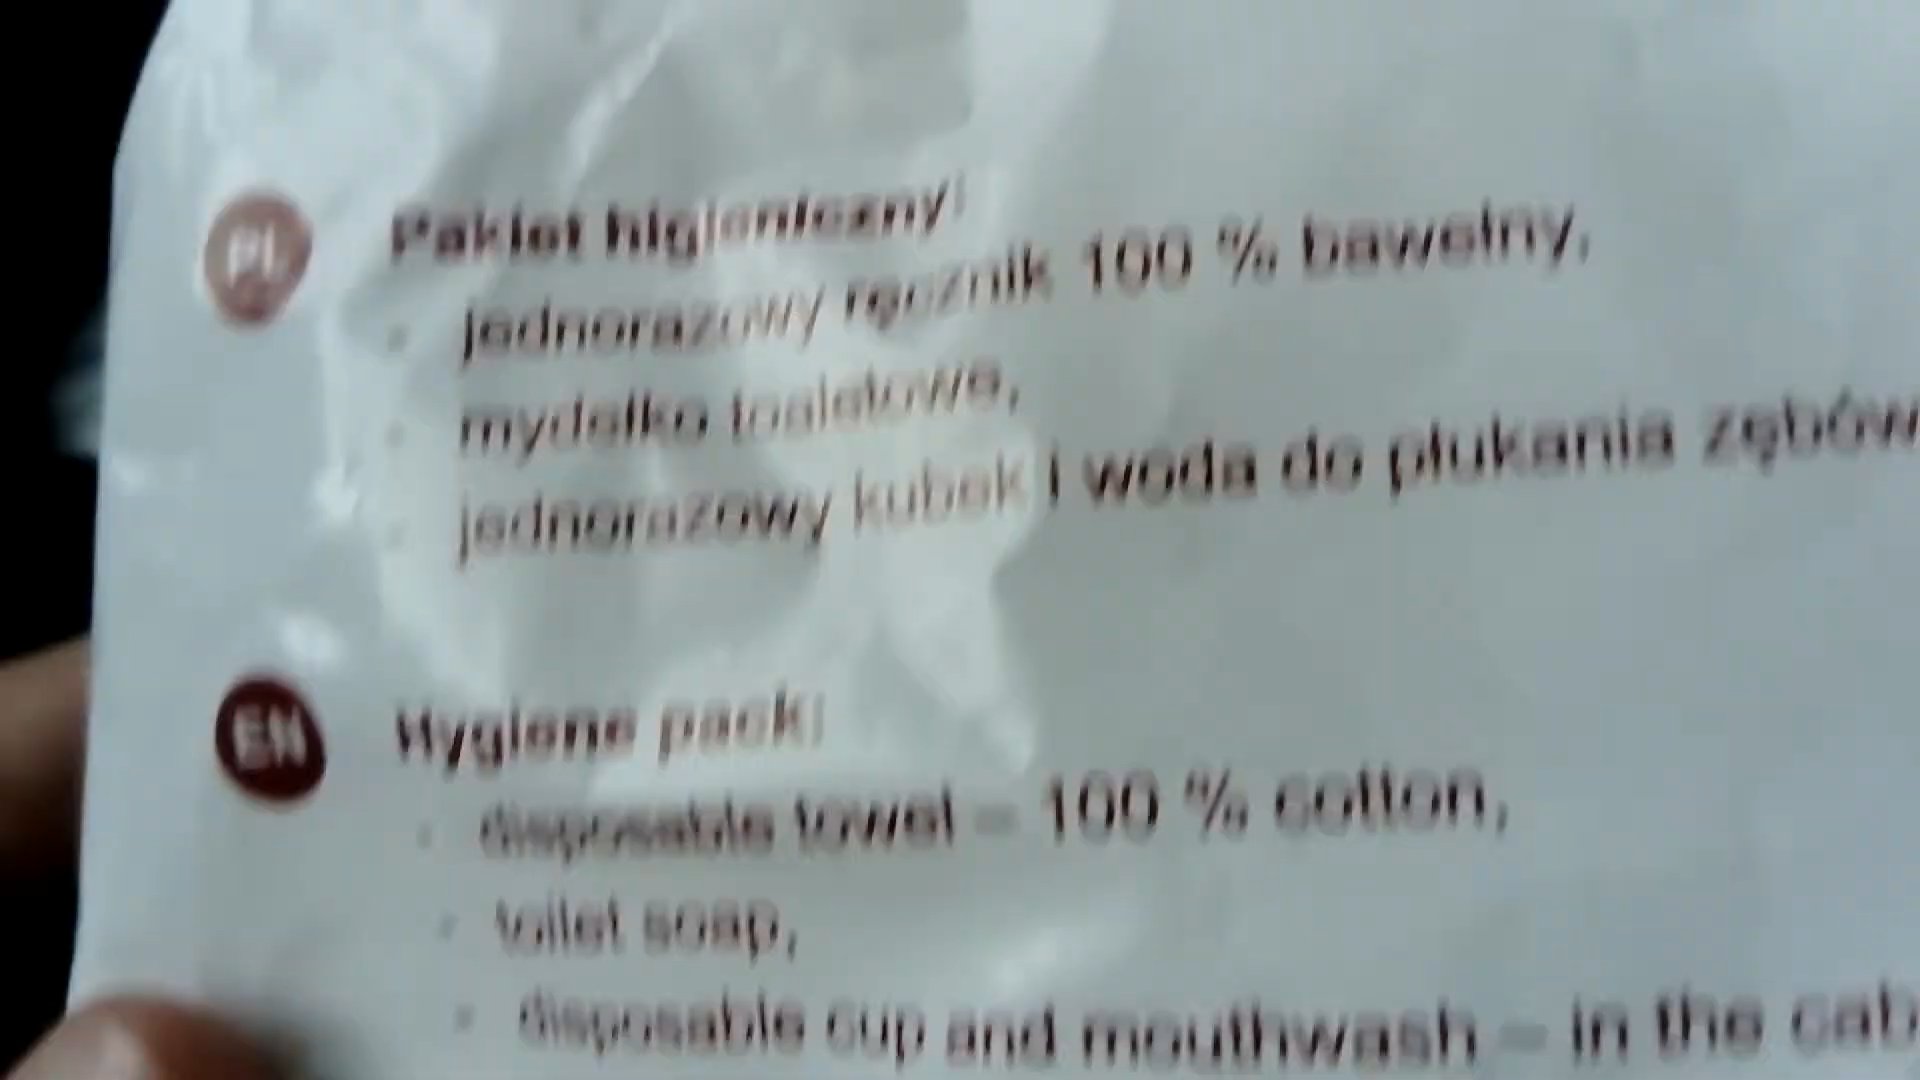 PL
Pakiet higieniczny:
- jednorazowy ręcznik 100 % bawełny,
- mydełko toaletowe,
- jednorazowy kubek i woda do płukania zębów
EN
Hygiene pack:
- disposable towel – 100 % cotton,
- toilet soap,
- disposable cup and mouthwash – in the cab